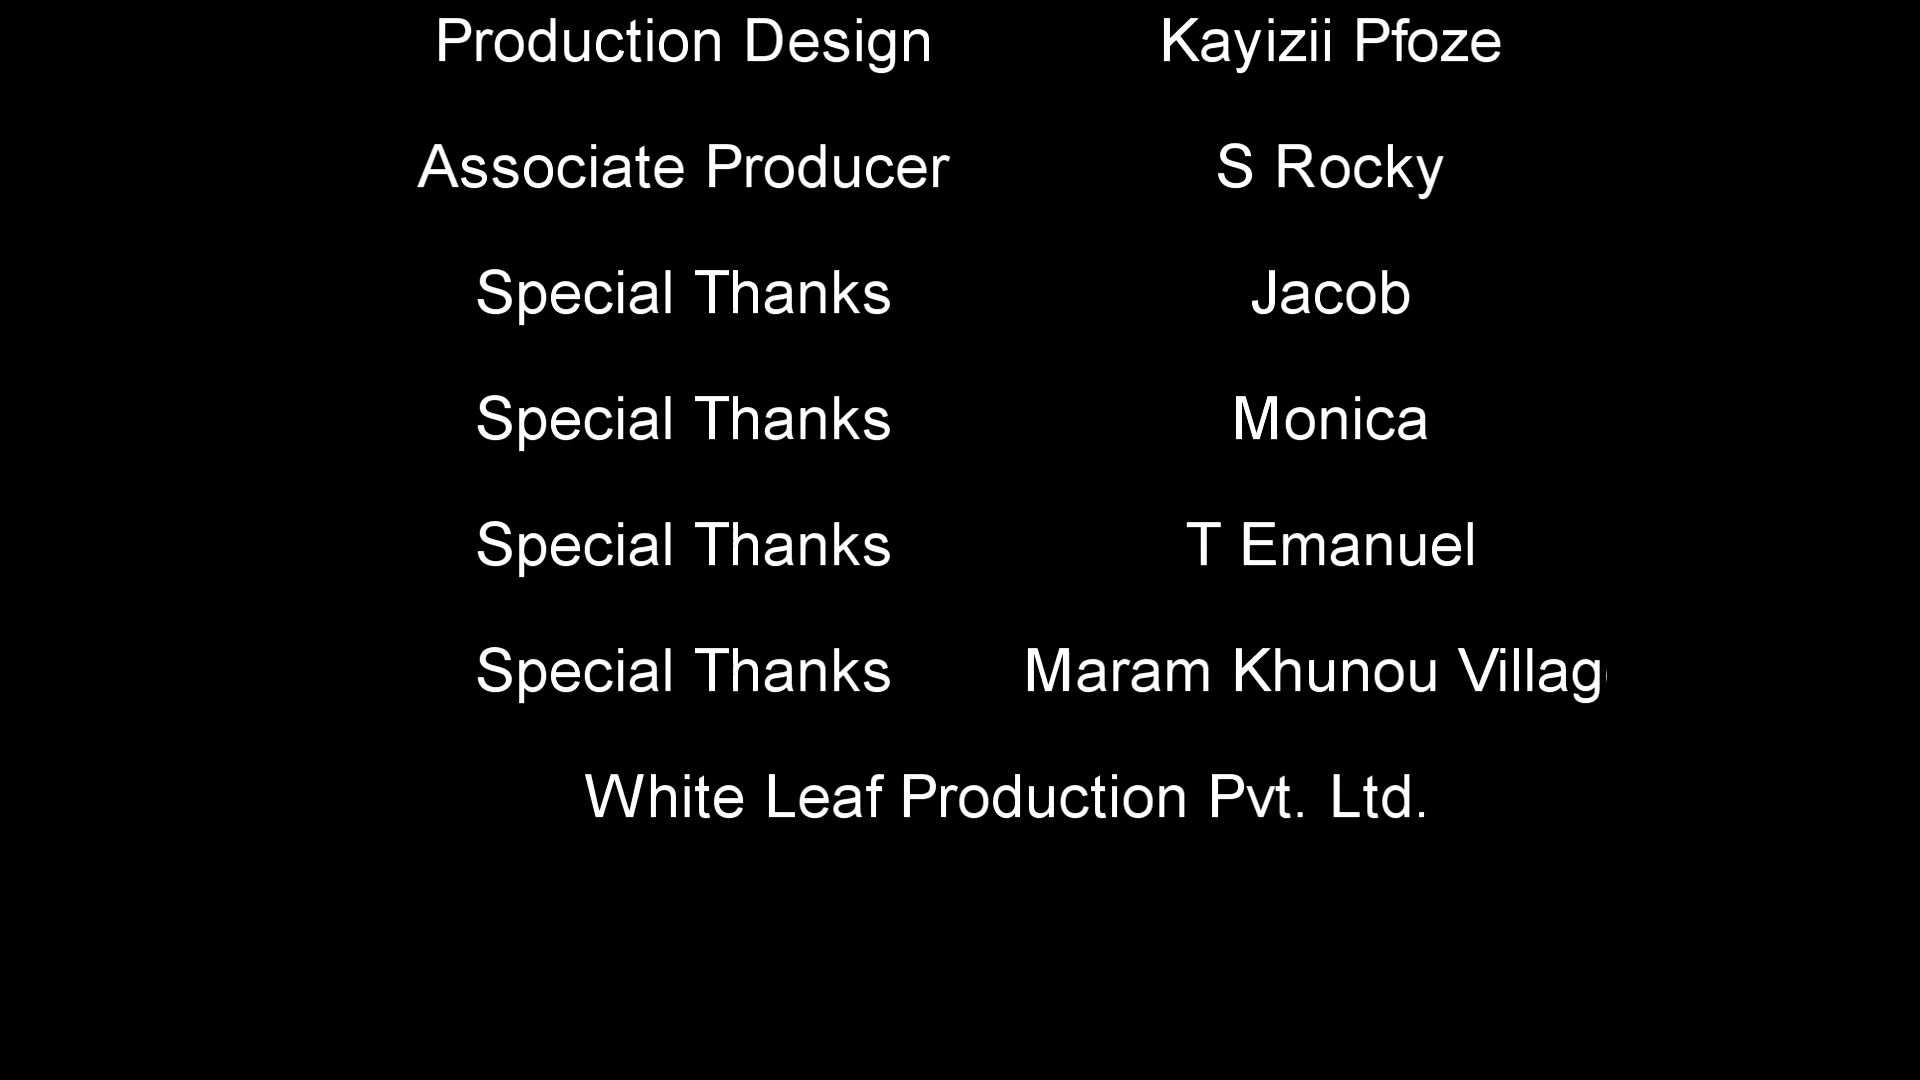 Production Design Kayizii Pfoze
Associate Producer S Rocky
Special Thanks Jacob
Special Thanks Monica
Special Thanks T Emanuel
Special Thanks Maram Khunou Villag
White Leaf Production Pvt. Ltd.